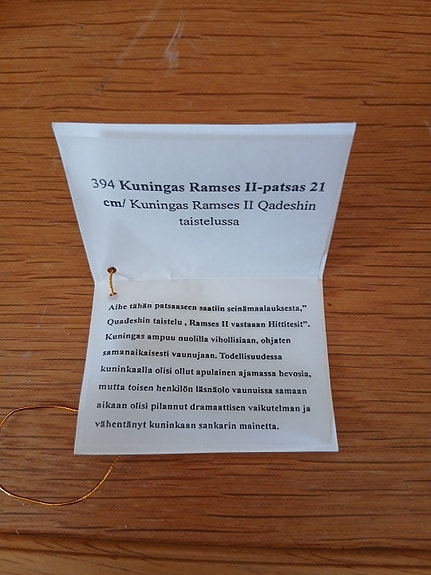 394 Kuningas Ramses II-patsas 21
cm/ Kuningas Ramses II Qadeshin
taistelussa
Aihe tähän patsaaseen saatiin seinämaalauksesta,”
Quadeshin taistelu , Ramses II vastaaan Hittitesit”.
Kuningas ampuu nuolilla vihollisiaan, ohjaten
samanaikaisesti vaunujaan. Todellisuudessa
kuninkaalla olisi ollut apulainen ajamassa hevosia,
mutta toisen henkilön läsnäolo vaunuissa samaan
aikaan olisi pilannut dramaattisen vaikutelman ja
vähentänyt kuninkaan sankarin mainetta.